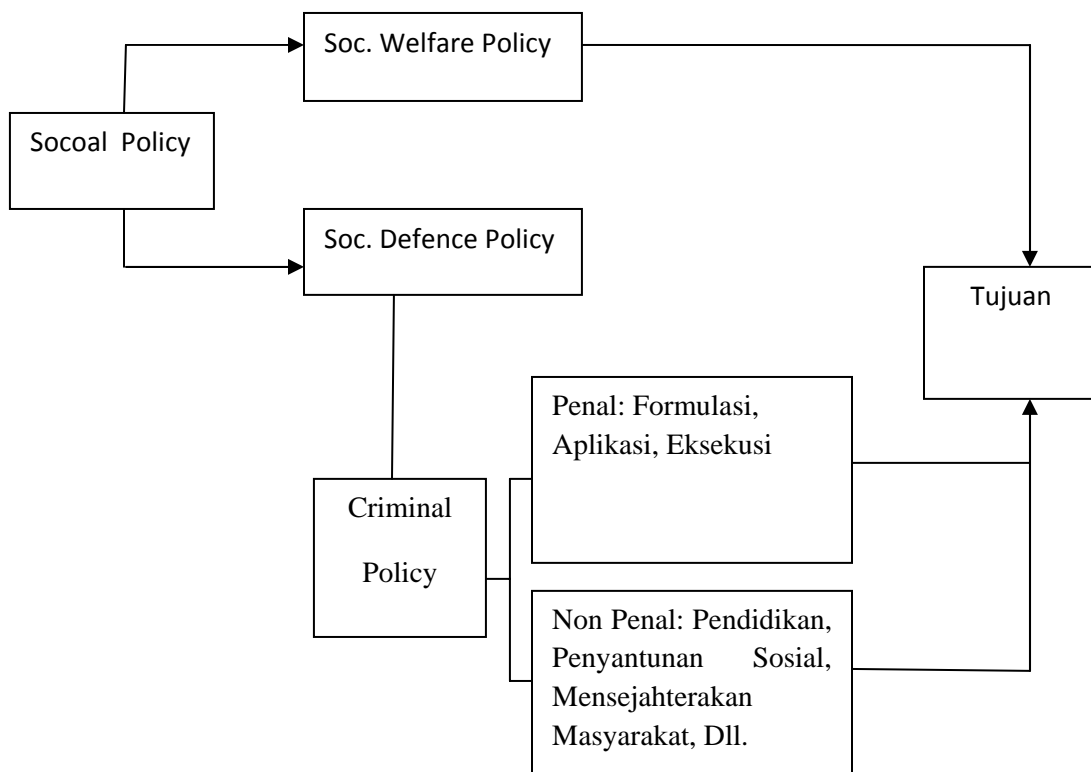 Soc. Welfare Policy
Socoal Policy
Soc. Defence Policy
Tujuan
Penal: Formulasi,
Aplikasi, Eksekusi
Criminal
Policy
Non Penal: Pendidikan,
Penyantunan Sosial,
Mensejahterakan
Masyarakat, Dll.